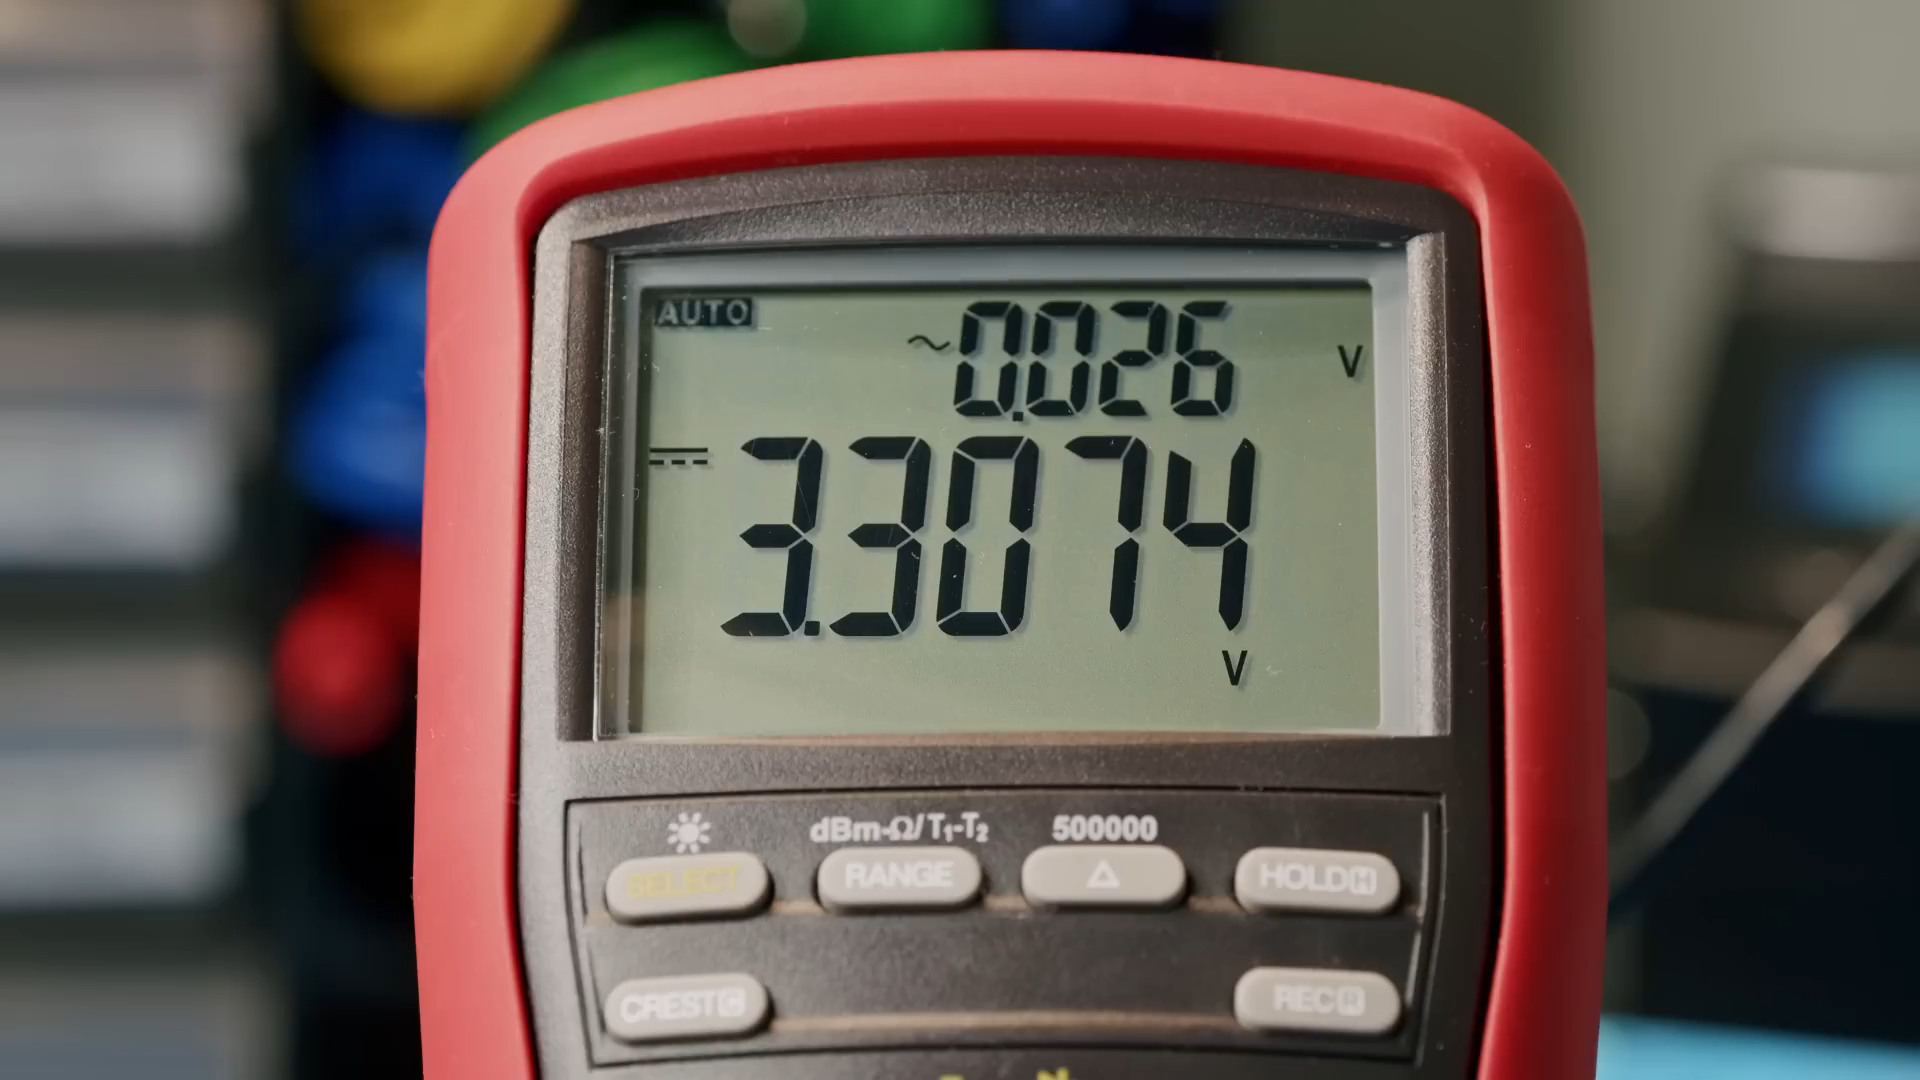 AUTO
~0.026 V
3.3074
V
dBm-Ω/T1-T2 500000
SELECT RANGE △ HOLD H
CREST C REC R